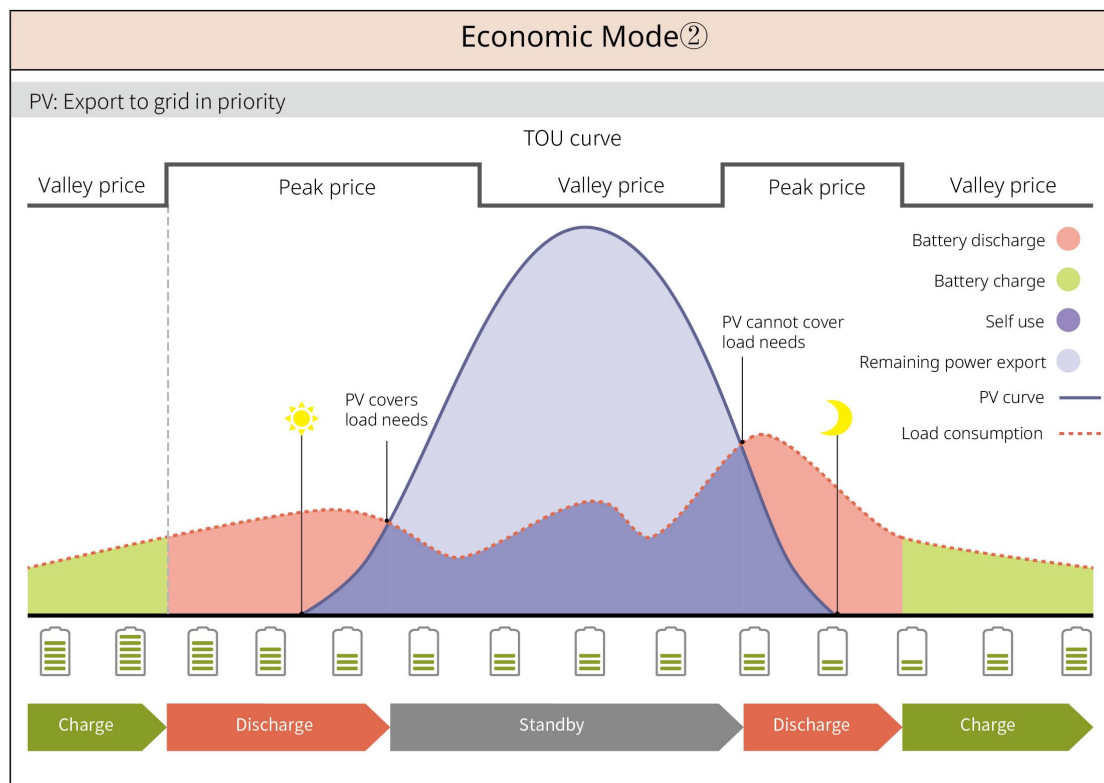 Economic Mode②
PV: Export to grid in priority
TOU curve
Valley price
Peak price
Valley price
Peak price
Valley price
Battery discharge
Battery charge
Self use
Remaining power export
PV curve
Load consumption
PV covers
load needs
PV cannot cover
load needs
Charge
Discharge
Standby
Discharge
Charge